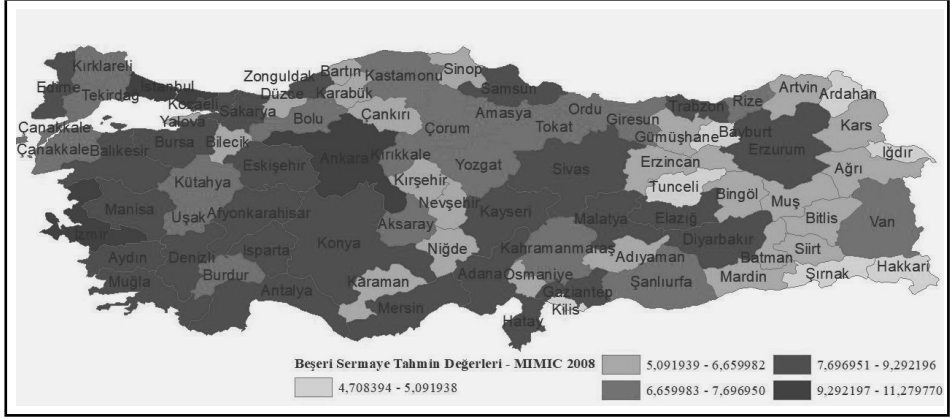 Kırklareli
Edirne
Tekirdağ
İstanbul
Kocaeli
Yalova
Sakarya
Zonguldak
Düzce
Bartın
Karabük
Kastamonu
Sinop
Samsun
Bolu
Çankırı
Çorum
Amasya
Tokat
Ordu
Giresun
Trabzon
Rize
Artvin
Ardahan
Gümüşhane
Bayburt
Kars
Iğdır
Çanakkale
Çanakkale
Balıkesir
Bursa
Bilecik
Eskişehir
Ankara
Kırıkkale
Yozgat
Sivas
Erzincan
Erzurum
Ağrı
Kütahya
Kırşehir
Tunceli
Bingöl
Muş
Manisa
Uşak
Afyonkarahisar
Nevşehir
Kayseri
Malatya
Elazığ
Bitlis
Van
İzmir
Aksaray
Konya
Niğde
Kahramanmaraş
Adıyaman
Diyarbakır
Batman
Siirt
Aydın
Denizli
Isparta
Burdur
Muğla
Antalya
Karaman
Mersin
Adana
Osmaniye
Gaziantep
Şanlıurfa
Mardin
Şırnak
Hakkari
Kilis
Hatay
Beşeri Sermaye Tahmin Değerleri - MIMIC 2008
4,708394 - 5,091938
5,091939 - 6,659982
6,659983 - 7,696950
7,696951 - 9,292196
9,292197 - 11,279770